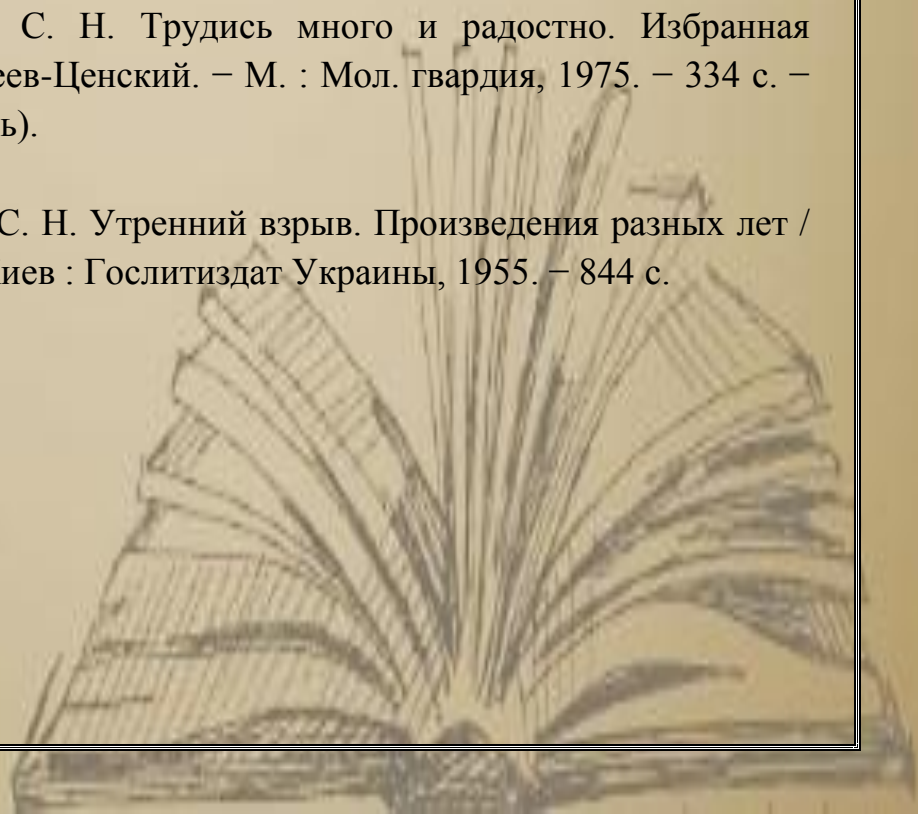 С. Н. Трудись много и радостно. Избранная
еев-Ценский. − М. : Мол. гвардия, 1975. − 334 с. −
ь).
С. Н. Утренний взрыв. Произведения разных лет /
иев : Гослитиздат Украины, 1955. − 844 с.